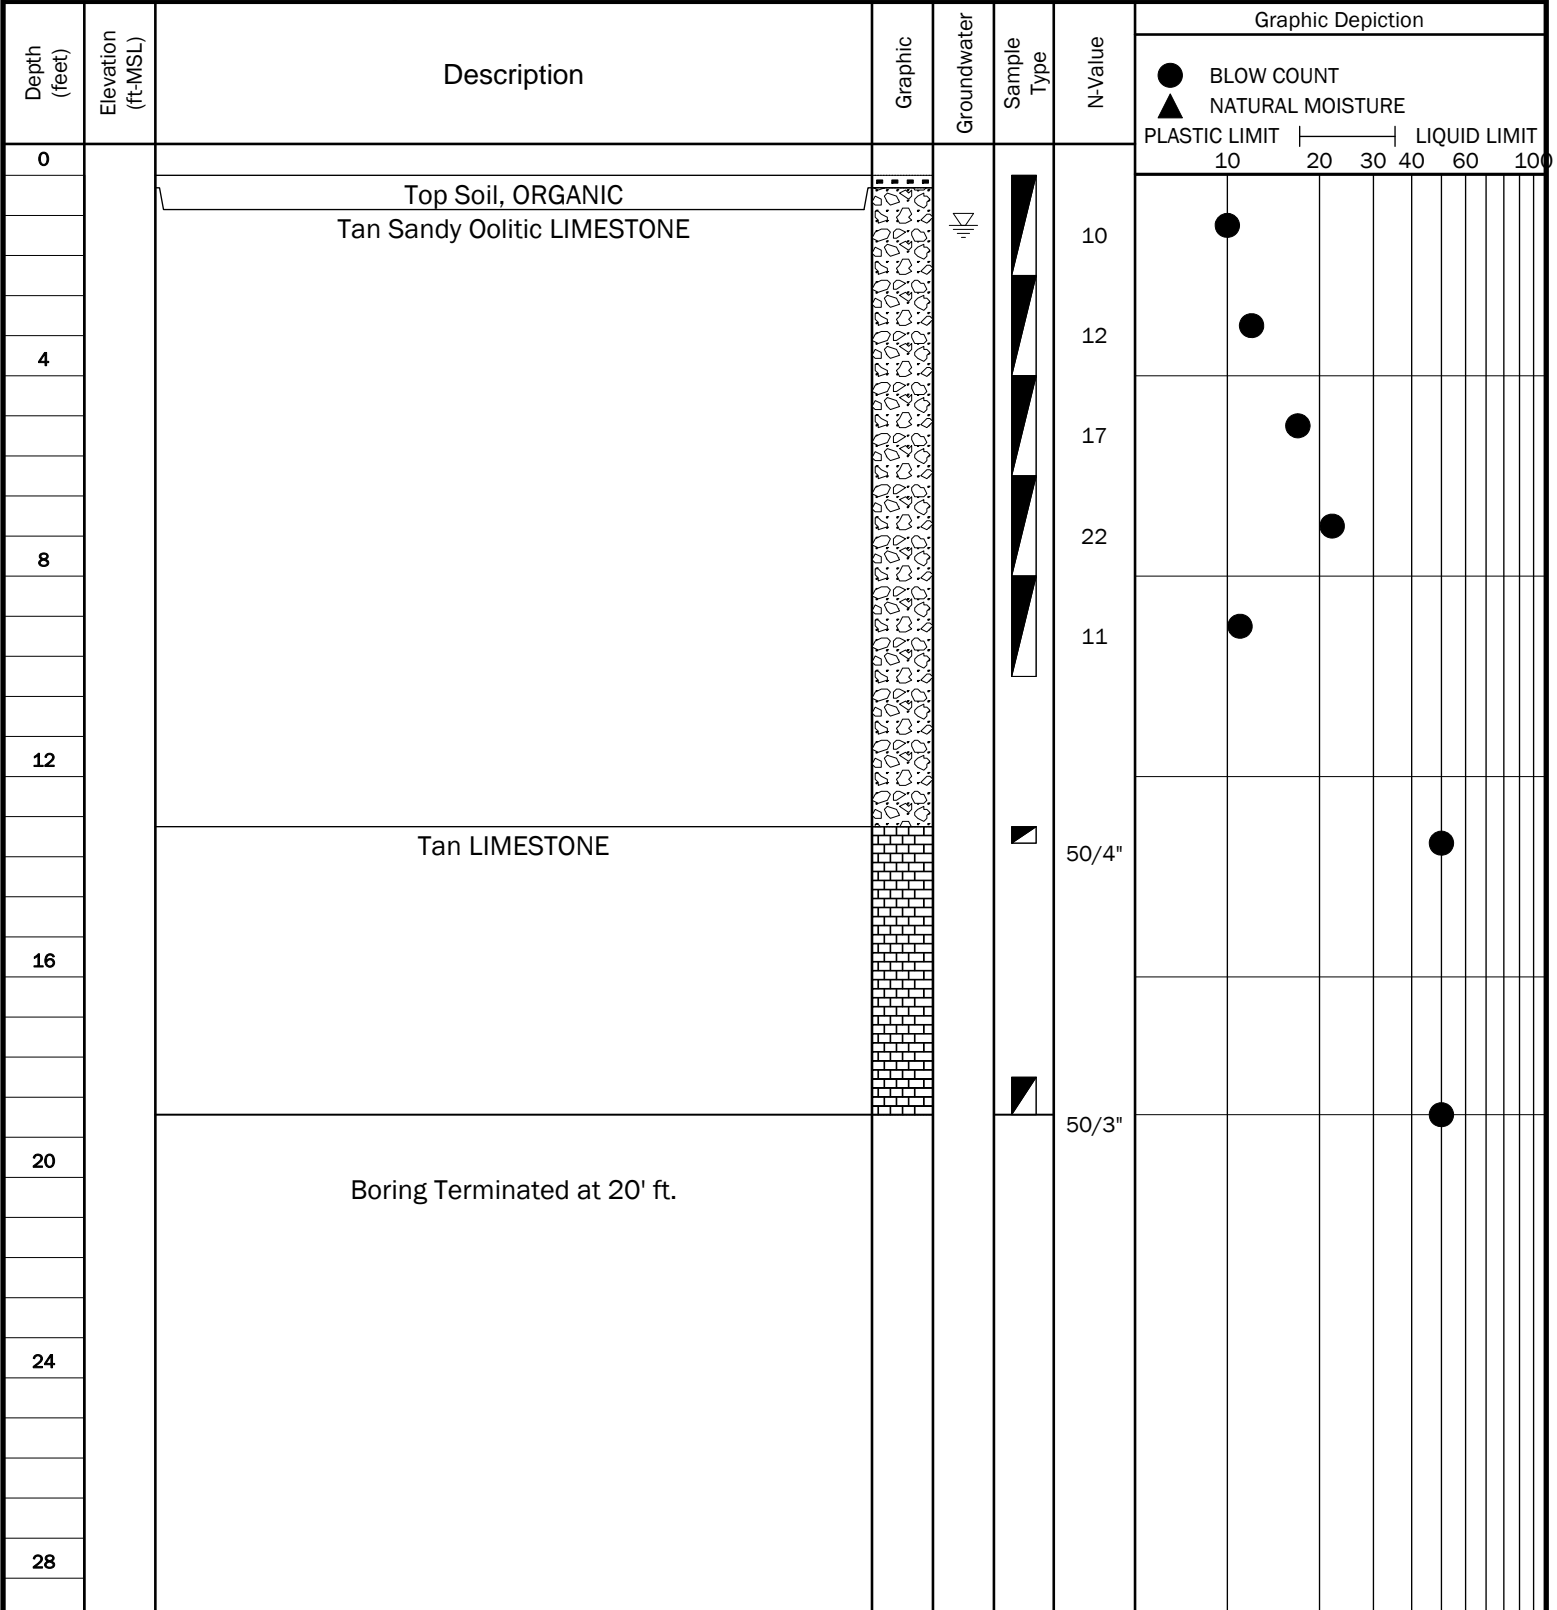 Depth
(feet)
Elevation
(ft-MSL)
Description
Graphic
Groundwater
Sample
Type
N-Value
Graphic Depiction
BLOW COUNT
NATURAL MOISTURE
PLASTIC LIMIT LIQUID LIMIT
10 20 30 40 60 100
0
Top Soil, ORGANIC
Tan Sandy Oolitic LIMESTONE
10
12
4
17
22
8
11
12
Tan LIMESTONE
50/4"
16
50/3"
20
Boring Terminated at 20' ft.
24
28